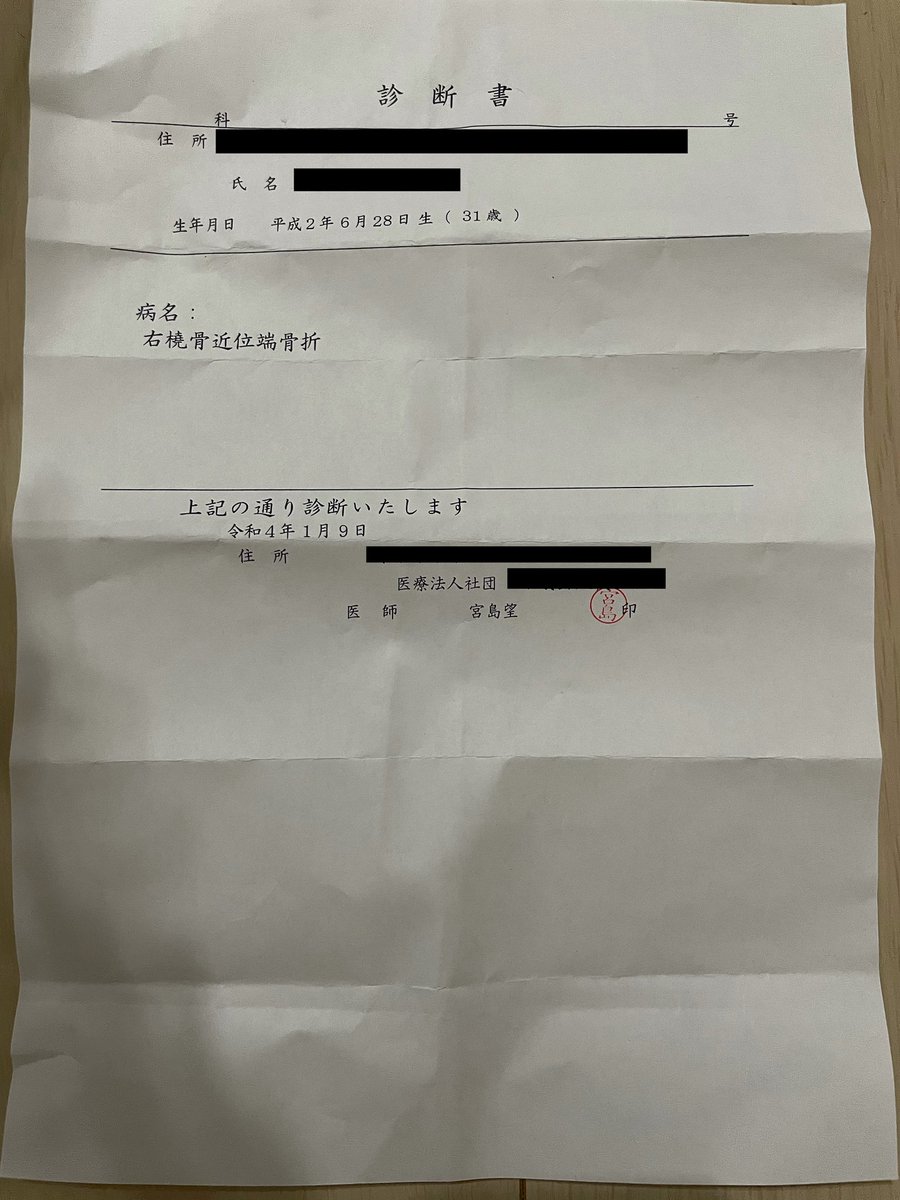 診断書
科 号
住 所
氏 名
生年月日 平成2年6月28日生（31歳）
病名：
右橈骨近位端骨折
上記の通り診断いたします
令和4年1月9日
住 所
医療法人社団
医 師 宮島望 宮島 印